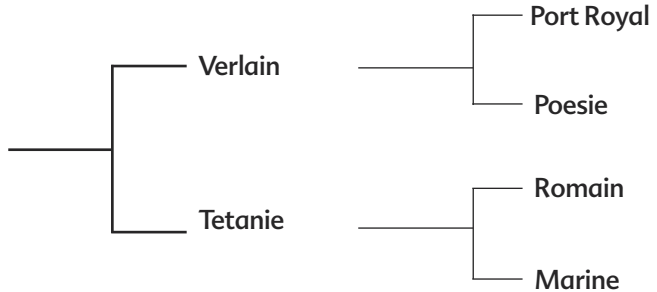 Port Royal
Verlain
Poesie
Romain
Tetanie
Marine